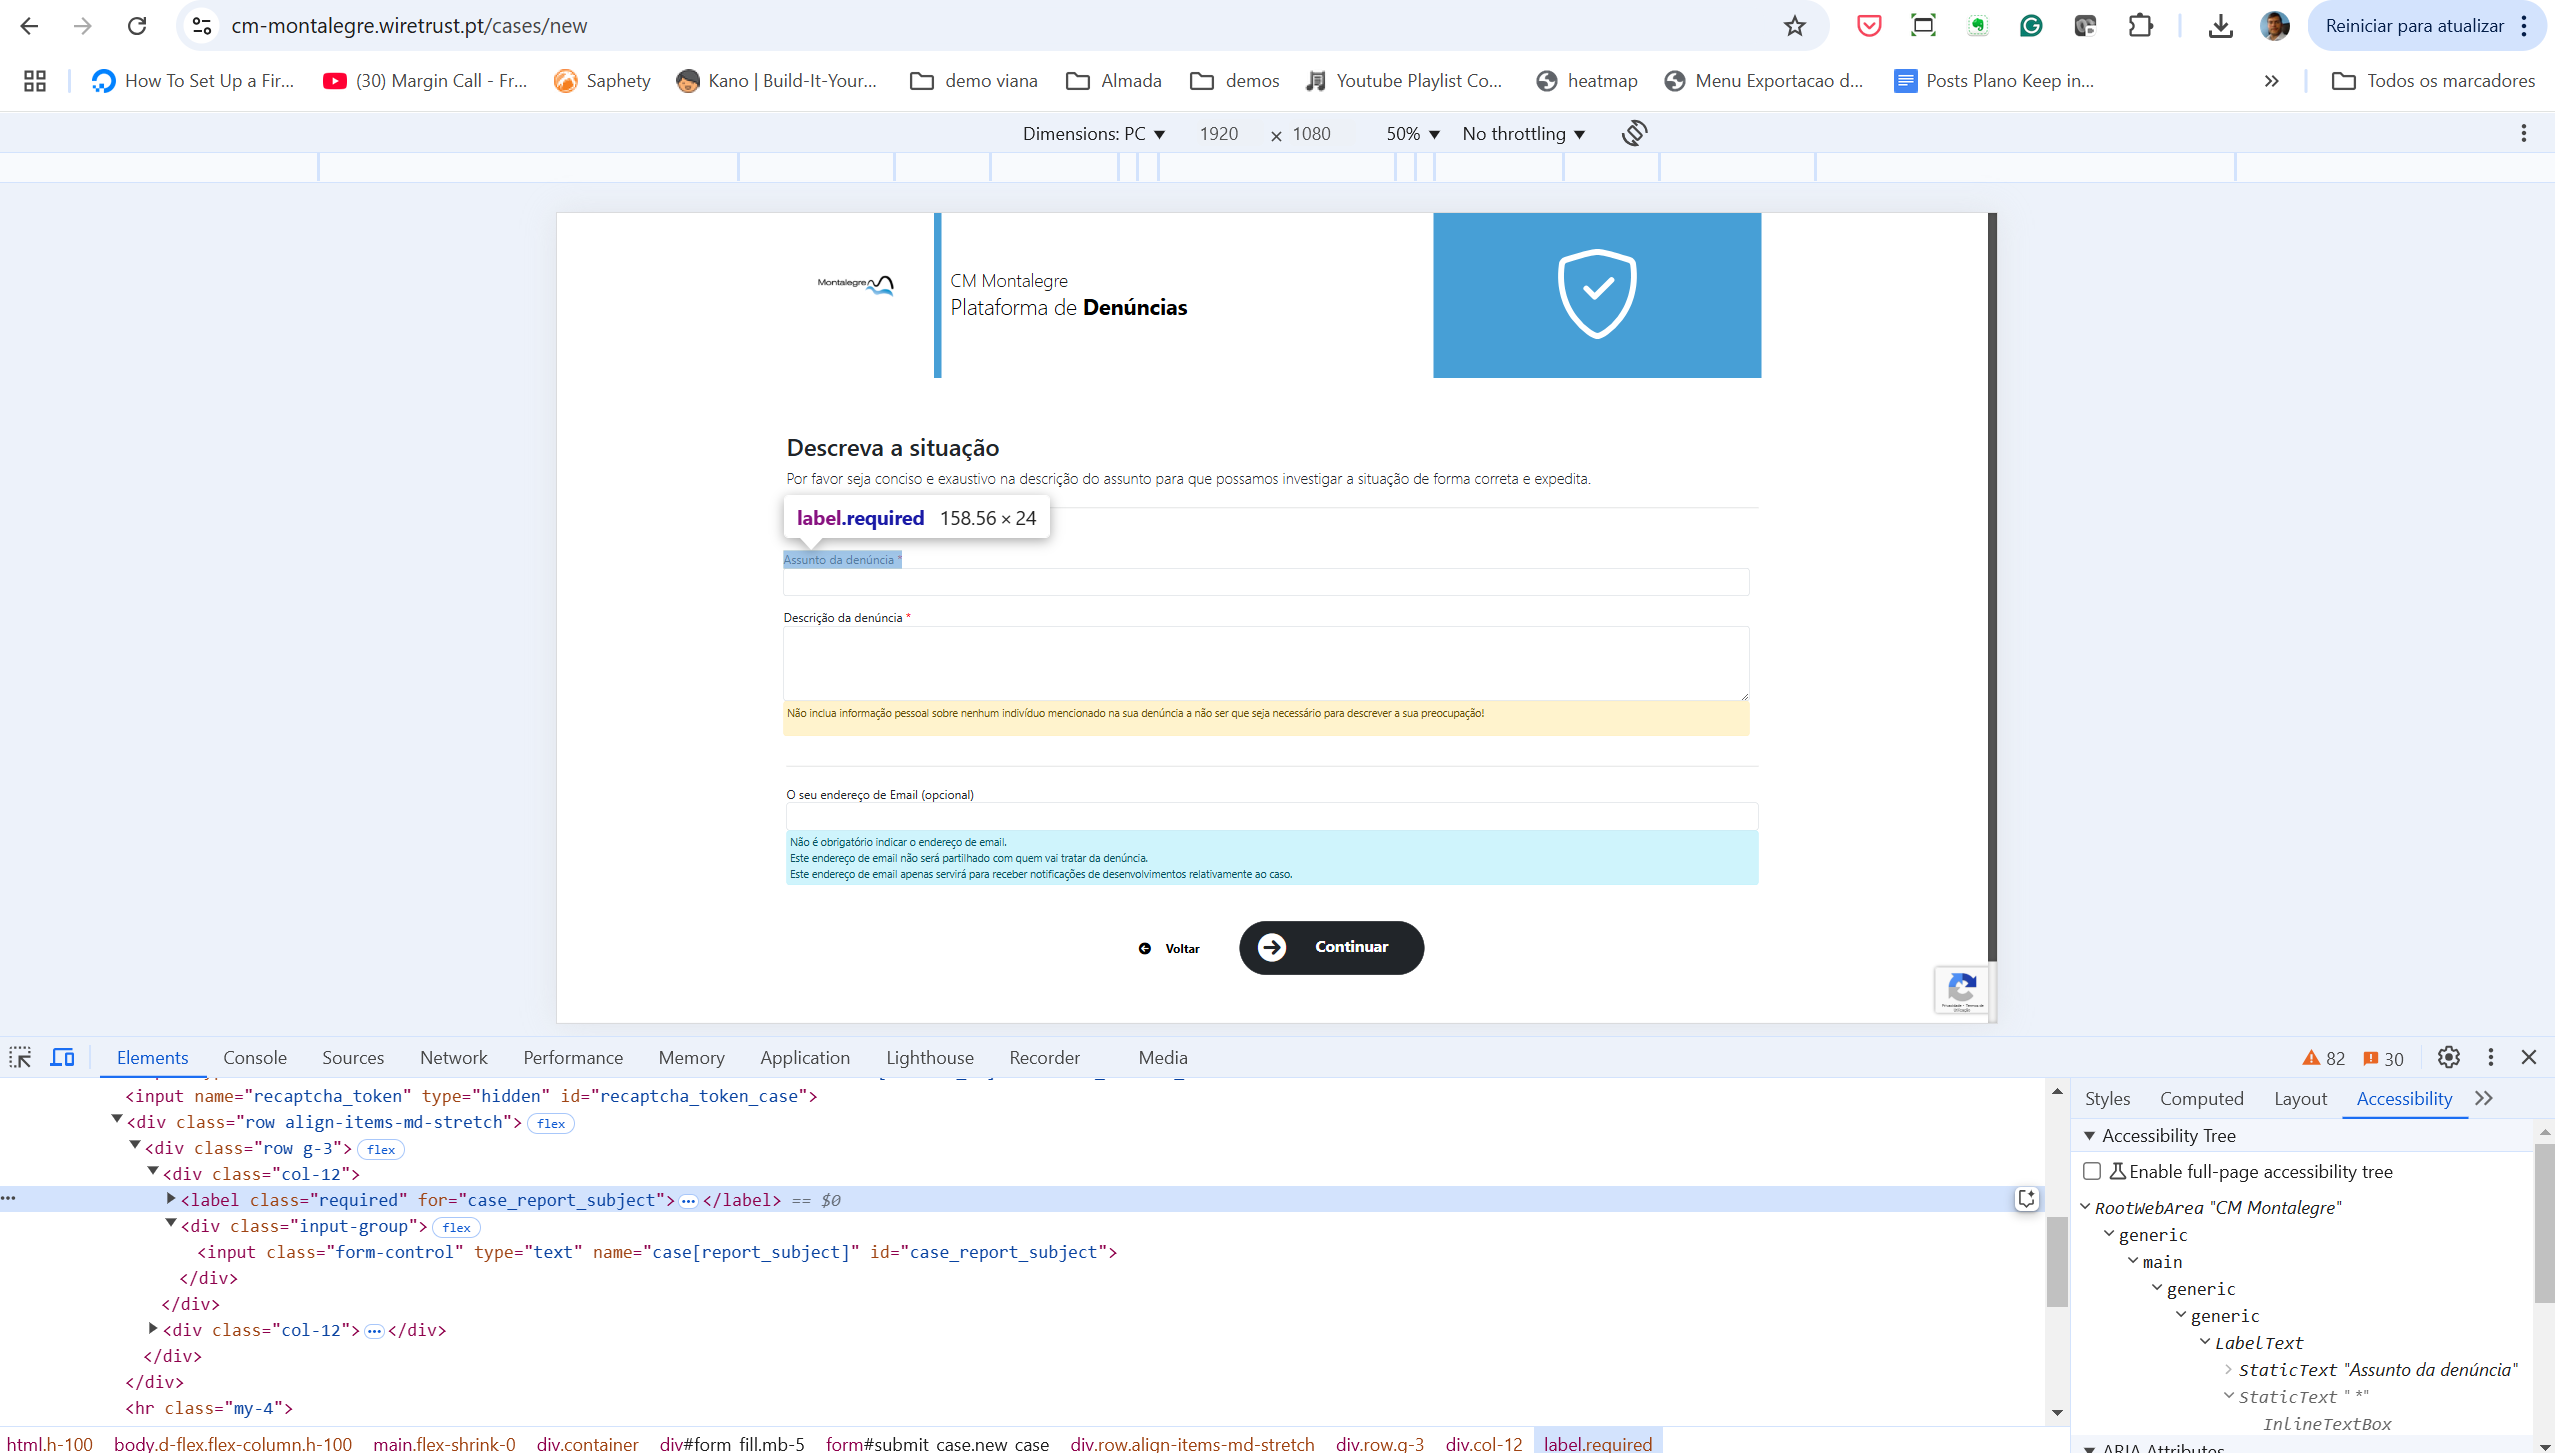 cm-montalegre.wiretrust.pt/cases/new
Reiniciar para atualizar
How To Set Up a Fir...
(30) Margin Call - Fr...
Saphety
Kano | Build-It-Your...
demo viana
Almada
demos
Youtube Playlist Co...
heatmap
Menu Exportacao d...
Posts Plano Keep in...
»
Todos os marcadores
Dimensions: PC ▼ 1920 × 1080 50% ▼ No throttling ▼
Montalegre
CM Montalegre
Plataforma de Denúncias
Descreva a situação
Por favor seja conciso e exaustivo na descrição do assunto para que possamos investigar a situação de forma correta e expedita.
label.required 158.56 × 24
Assunto da denúncia *
Descrição da denúncia *
Não inclua informação pessoal sobre nenhum indivíduo mencionado na sua denúncia a não ser que seja necessário para descrever a sua preocupação!
O seu endereço de Email (opcional)
Não é obrigatório indicar o endereço de email.
Este endereço de email não será partilhado com quem vai tratar da denúncia.
Este endereço de email apenas servirá para receber notificações de desenvolvimentos relativamente ao caso.
Voltar
Continuar
Privacidade - Termos de utilização
Elements Console Sources Network Performance Memory Application Lighthouse Recorder Media 82 30
<input name="recaptcha_token" type="hidden" id="recaptcha_token_case">
<div class="row align-items-md-stretch"> flex
<div class="row g-3"> flex
<div class="col-12">
<label class="required" for="case_report_subject"> … </label> == $0
<div class="input-group"> flex
<input class="form-control" type="text" name="case[report_subject]" id="case_report_subject">
</div>
</div>
<div class="col-12"> … </div>
</div>
</div>
<hr class="my-4">
html.h-100 body.d-flex.flex-column.h-100 main.flex-shrink-0 div.container div#form_fill.mb-5 form#submit_case.new_case div.row.align-items-md-stretch div.row.g-3 div.col-12 label.required
Styles Computed Layout Accessibility »
Accessibility Tree
Enable full-page accessibility tree
RootWebArea "CM Montalegre"
generic
main
generic
generic
LabelText
StaticText "Assunto da denúncia"
StaticText " *"
InlineTextBox
ARIA Attributes